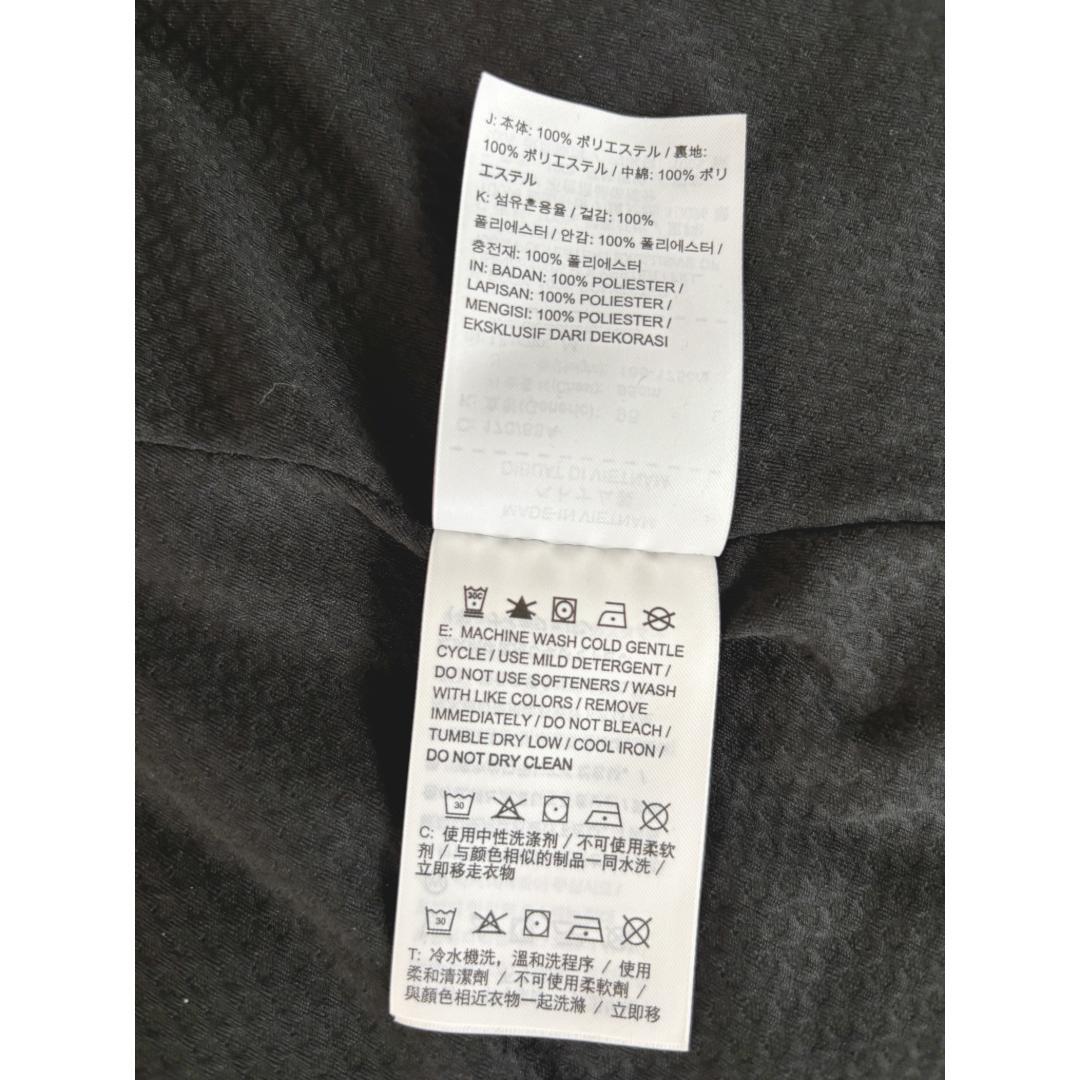 J: 本体: 100% ポリエステル / 裏地:
100% ポリエステル / 中綿: 100% ポリ
エステル
K: 섬유혼용율 / 겉감: 100%
폴리에스터 / 안감: 100% 폴리에스터 /
충전재: 100% 폴리에스터
IN: BADAN: 100% POLIESTER /
LAPISAN: 100% POLIESTER /
MENGISI: 100% POLIESTER /
EKSKLUSIF DARI DEKORASI
30C
E: MACHINE WASH COLD GENTLE
CYCLE / USE MILD DETERGENT /
DO NOT USE SOFTENERS / WASH
WITH LIKE COLORS / REMOVE
IMMEDIATELY / DO NOT BLEACH /
TUMBLE DRY LOW / COOL IRON /
DO NOT DRY CLEAN
30
C: 使用中性洗涤剂 / 不可使用柔软
剂 / 与颜色相似的制品一同水洗 /
立即移走衣物
30
T: 冷水機洗，溫和洗程序 / 使用
柔和清潔劑 / 不可使用柔軟劑 /
與顏色相近衣物一起洗滌 / 立即移